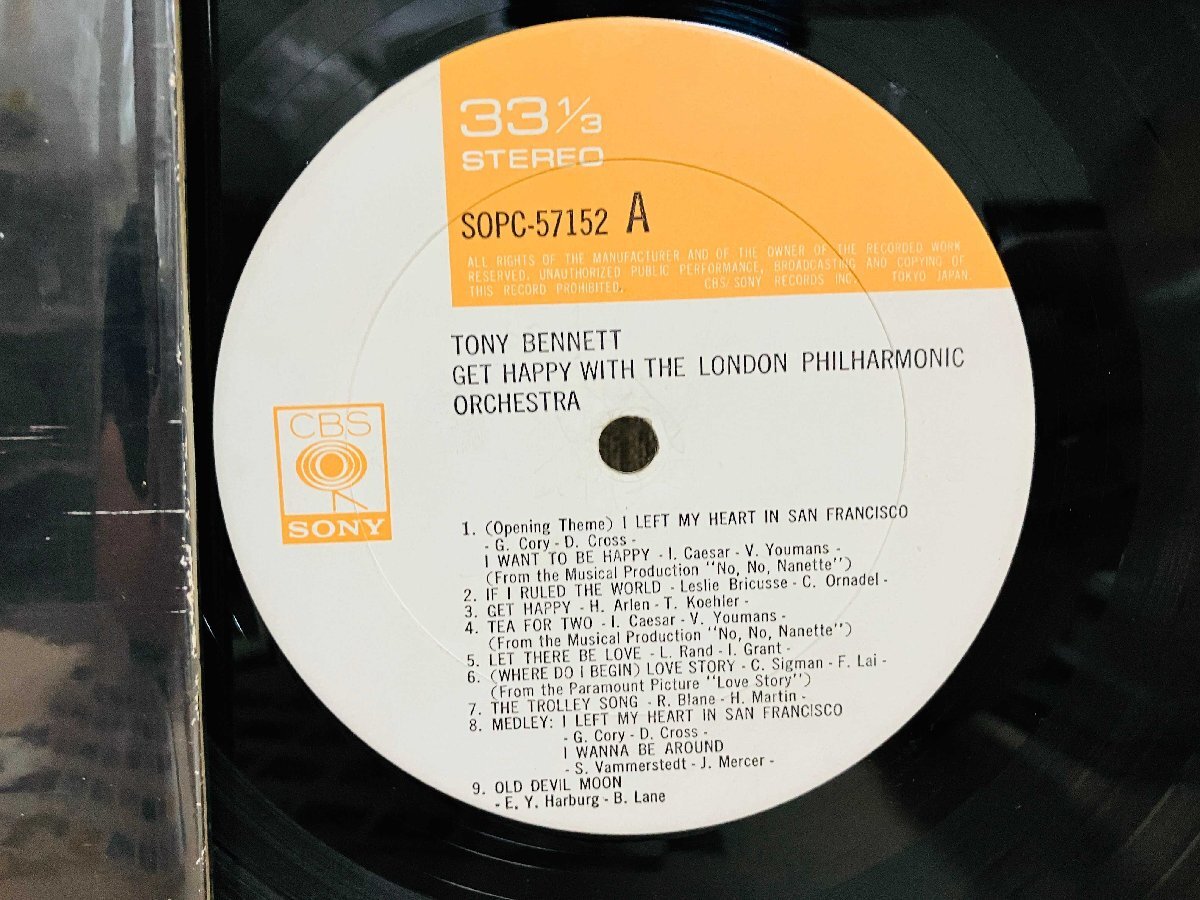 33 1/3
STEREO
SOPC-57152 A
ALL RIGHTS OF THE MANUFACTURER AND OF THE OWNER OF THE RECORDED WORK
RESERVED. UNAUTHORIZED PUBLIC PERFORMANCE, BROADCASTING AND COPYING OF
THIS RECORD PROHIBITED. CBS/SONY RECORDS INC. TOKYO JAPAN
TONY BENNETT
GET HAPPY WITH THE LONDON PHILHARMONIC
ORCHESTRA
CBS
SONY
1. (Opening Theme) I LEFT MY HEART IN SAN FRANCISCO
- G. Cory - D. Cross -
I WANT TO BE HAPPY - I. Caesar - V. Youmans -
(From the Musical Production "No, No, Nanette")
2. IF I RULED THE WORLD - Leslie Bricusse - C. Ornadel -
3. GET HAPPY - H. Arlen - T. Koehler -
4. TEA FOR TWO - I. Caesar - V. Youmans -
(From the Musical Production "No, No, Nanette")
5. LET THERE BE LOVE - L. Rand - I. Grant -
6. (WHERE DO I BEGIN) LOVE STORY - C. Sigman - F. Lai -
(From the Paramount Picture "Love Story")
7. THE TROLLEY SONG - R. Blane - H. Martin -
8. MEDLEY: I LEFT MY HEART IN SAN FRANCISCO
- G. Cory - D. Cross -
I WANNA BE AROUND
- S. Vammerstedt - J. Mercer -
9. OLD DEVIL MOON
- E. Y. Harburg - B. Lane